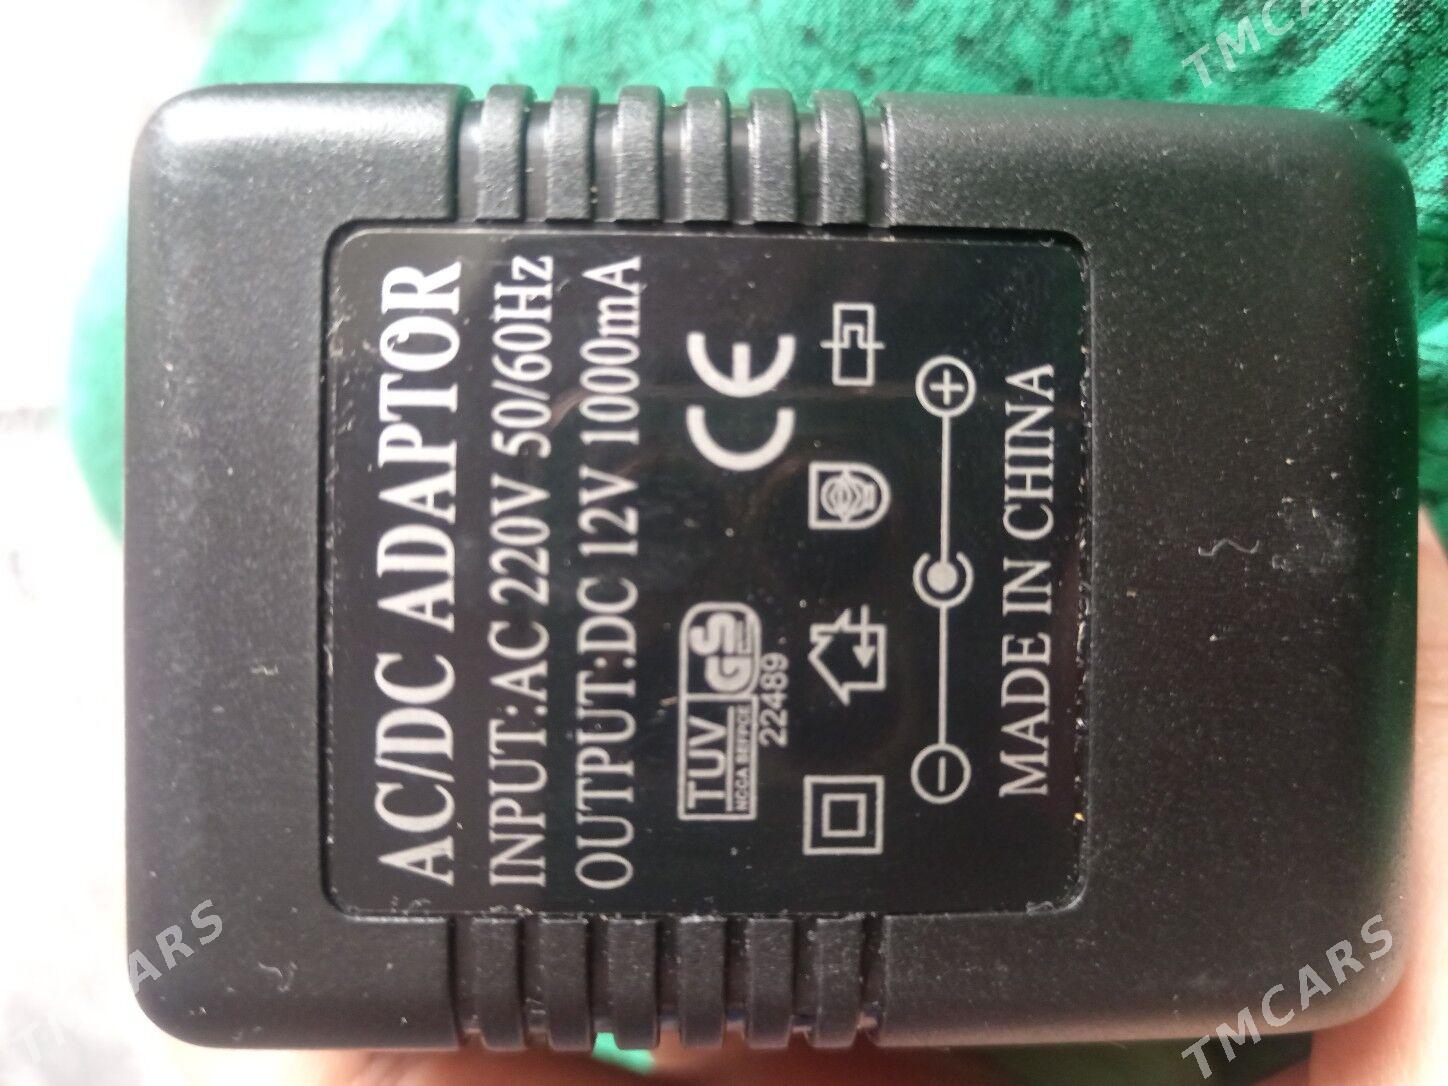 AC/DC ADAPTOR
INPUT:AC 220V 50/60Hz
OUTPUT:DC 12V 1000mA
TUV
GS
22489
CE
MADE IN CHINA
TMCARS
TMCARS
TMCARS